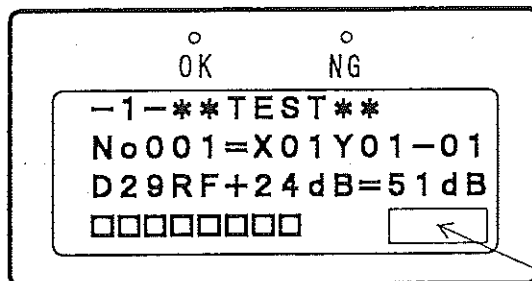 OK NG
-1-**TEST**
No001=X01Y01-01
D29RF+24dB=51dB
□□□□□□□□